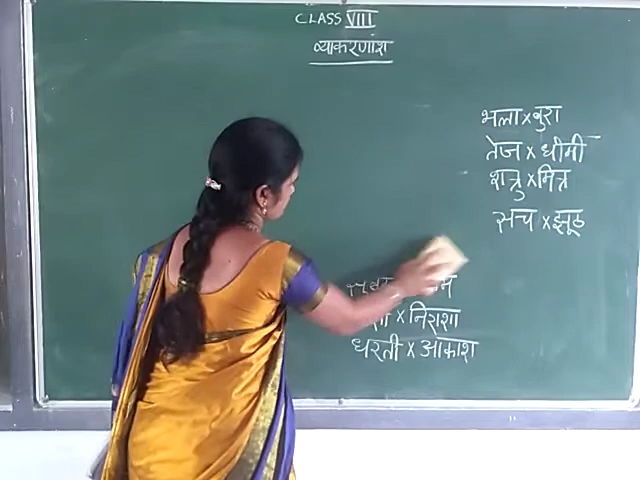 CLASS VIII
व्याकरणांश
भला × बुरा
तेज × धीमी
शत्रु × मित्र
सच × झूठ
× निराशा
धरती × आकाश